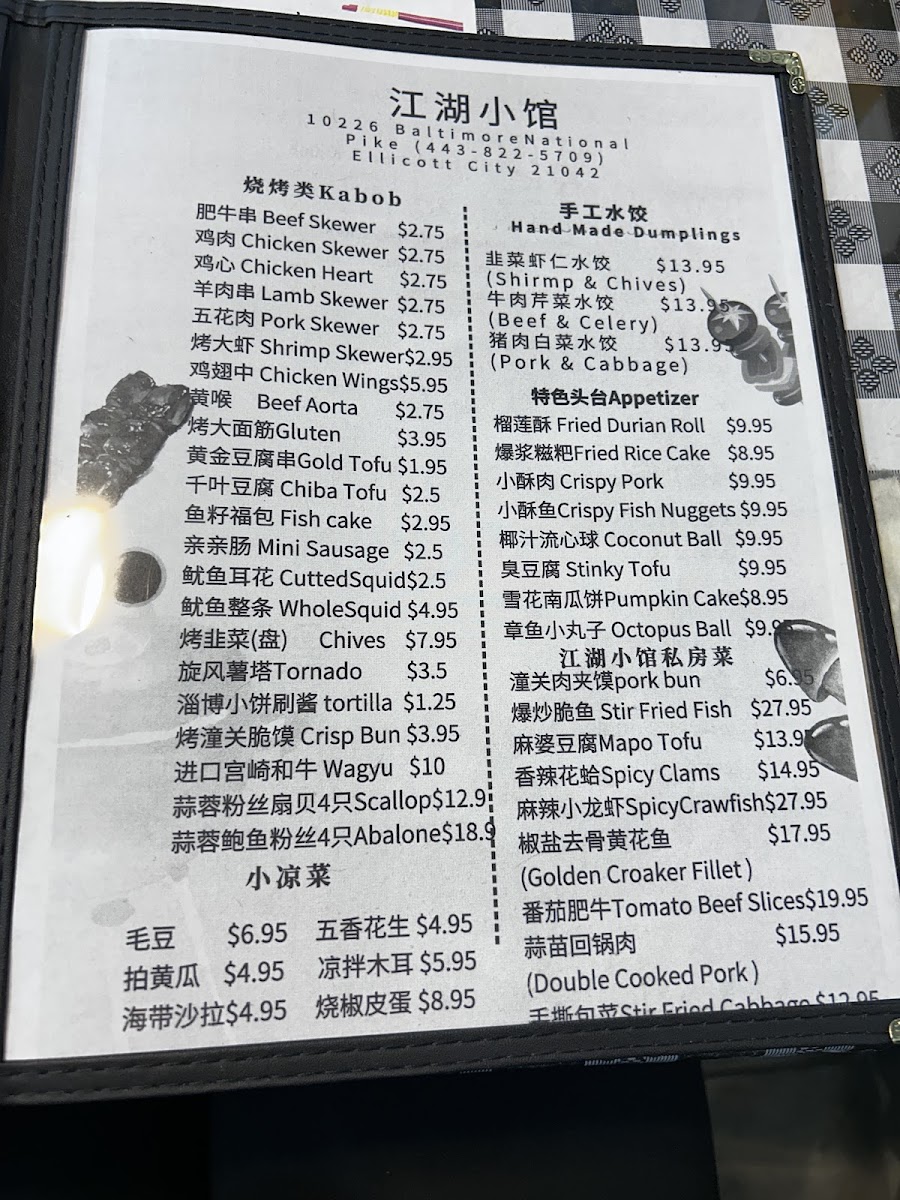 江湖小馆
10226 BaltimoreNational
Pike (443-822-5709)
Ellicott City 21042
烧烤类Kabob
肥牛串 Beef Skewer $2.75
鸡肉 Chicken Skewer $2.75
鸡心 Chicken Heart $2.75
羊肉串 Lamb Skewer $2.75
五花肉 Pork Skewer $2.75
烤大虾 Shrimp Skewer$2.95
鸡翅中 Chicken Wings$5.95
黄喉 Beef Aorta $2.75
烤大面筋Gluten $3.95
黄金豆腐串Gold Tofu $1.95
千叶豆腐 Chiba Tofu $2.5
鱼籽福包 Fish cake $2.95
亲亲肠 Mini Sausage $2.5
鱿鱼耳花 CuttedSquid$2.5
鱿鱼整条 WholeSquid $4.95
烤韭菜(盘) Chives $7.95
旋风薯塔Tornado $3.5
淄博小饼刷酱 tortilla $1.25
烤潼关脆馍 Crisp Bun $3.95
进口宫崎和牛 Wagyu $10
蒜蓉粉丝扇贝4只Scallop$12.9
蒜蓉鲍鱼粉丝4只Abalone$18.9
小凉菜
毛豆 $6.95 五香花生 $4.95
拍黄瓜 $4.95 凉拌木耳 $5.95
海带沙拉$4.95 烧椒皮蛋 $8.95
手工水饺
Hand Made Dumplings
韭菜虾仁水饺 $13.95
(Shirmp & Chives)
牛肉芹菜水饺 $13.95
(Beef & Celery)
猪肉白菜水饺 $13.95
(Pork & Cabbage)
特色头台Appetizer
榴莲酥 Fried Durian Roll $9.95
爆浆糍粑Fried Rice Cake $8.95
小酥肉 Crispy Pork $9.95
小酥鱼Crispy Fish Nuggets $9.95
椰汁流心球 Coconut Ball $9.95
臭豆腐 Stinky Tofu $9.95
雪花南瓜饼Pumpkin Cake$8.95
章鱼小丸子 Octopus Ball $9.95
江湖小馆私房菜
潼关肉夹馍pork bun $6.95
爆炒脆鱼 Stir Fried Fish $27.95
麻婆豆腐Mapo Tofu $13.95
香辣花蛤Spicy Clams $14.95
麻辣小龙虾SpicyCrawfish$27.95
椒盐去骨黄花鱼 $17.95
(Golden Croaker Fillet )
番茄肥牛Tomato Beef Slices$19.95
蒜苗回锅肉 $15.95
(Double Cooked Pork )
手撕包菜Stir Fried Cabbage $12.95